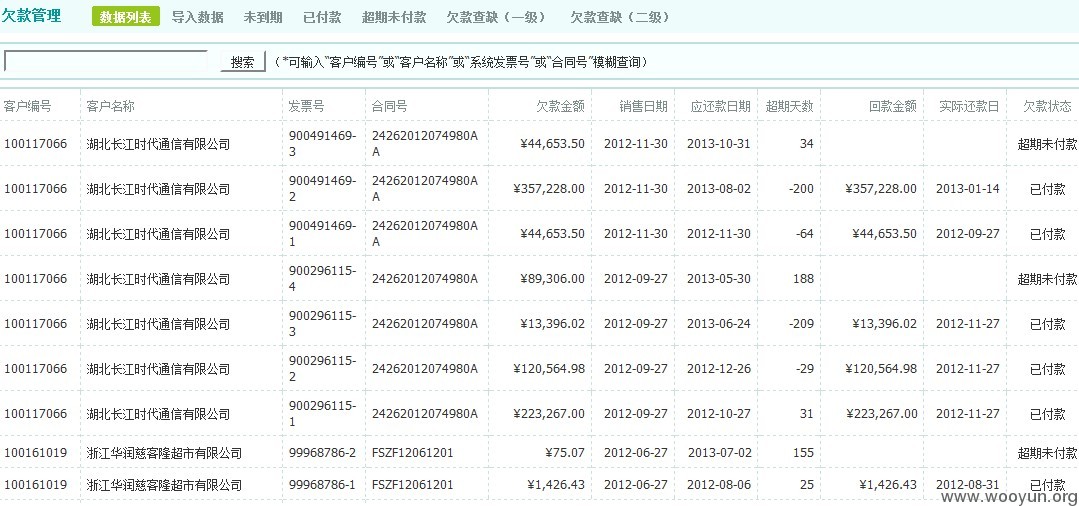 欠款管理 数据列表 导入数据 未到期 已付款 超期未付款 欠款查缺（一级） 欠款查缺（二级）
搜索 （*可输入“客户编号”或“客户名称”或“系统发票号”或“合同号”模糊查询）
客户编号 客户名称 发票号 合同号 欠款金额 销售日期 应还款日期 超期天数 回款金额 实际还款日 欠款状态
100117066 湖北长江时代通信有限公司 900491469-3 24262012074980AA ¥44,653.50 2012-11-30 2013-10-31 34 超期未付款
100117066 湖北长江时代通信有限公司 900491469-2 24262012074980AA ¥357,228.00 2012-11-30 2013-08-02 -200 ¥357,228.00 2013-01-14 已付款
100117066 湖北长江时代通信有限公司 900491469-1 24262012074980AA ¥44,653.50 2012-11-30 2012-11-30 -64 ¥44,653.50 2012-09-27 已付款
100117066 湖北长江时代通信有限公司 900296115-4 24262012074980A ¥89,306.00 2012-09-27 2013-05-30 188 超期未付款
100117066 湖北长江时代通信有限公司 900296115-3 24262012074980A ¥13,396.02 2012-09-27 2013-06-24 -209 ¥13,396.02 2012-11-27 已付款
100117066 湖北长江时代通信有限公司 900296115-2 24262012074980A ¥120,564.98 2012-09-27 2012-12-26 -29 ¥120,564.98 2012-11-27 已付款
100117066 湖北长江时代通信有限公司 900296115-1 24262012074980A ¥223,267.00 2012-09-27 2012-10-27 31 ¥223,267.00 2012-11-27 已付款
100161019 浙江华润慈客隆超市有限公司 99968786-2 FSZF12061201 ¥75.07 2012-06-27 2013-07-02 155 超期未付款
100161019 浙江华润慈客隆超市有限公司 99968786-1 FSZF12061201 ¥1,426.43 2012-06-27 2012-08-06 25 ¥1,426.43 2012-08-31 已付款
www.wooyun.org